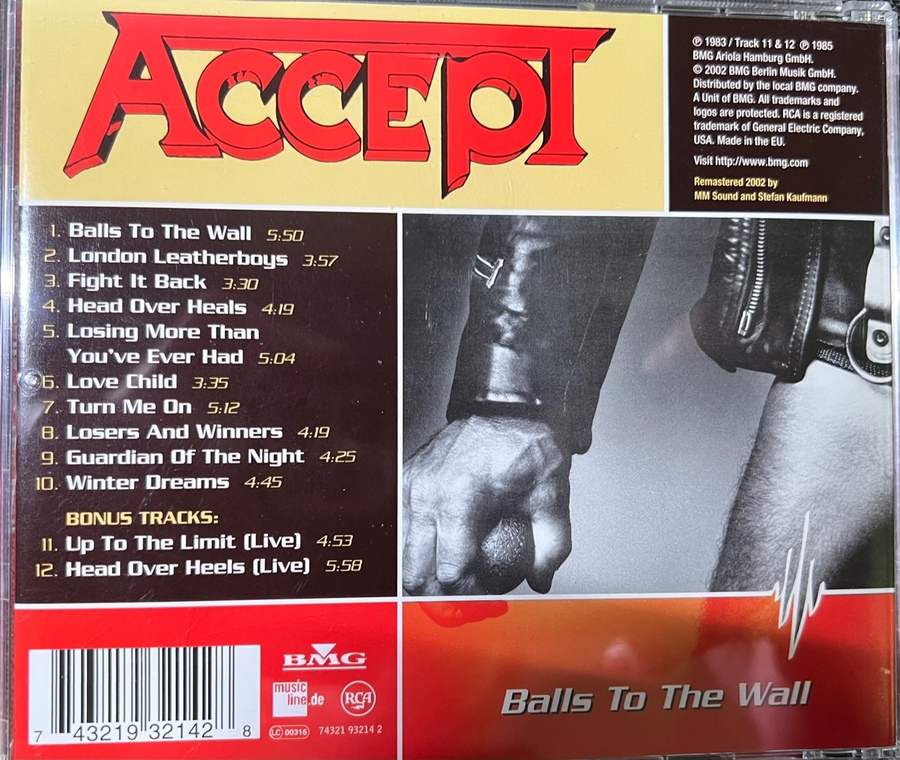 ACCEPT
℗ 1983 / Track 11 & 12 ℗ 1985
BMG Ariola Hamburg GmbH.
© 2002 BMG Berlin Musik GmbH.
Distributed by the local BMG company.
A Unit of BMG. All trademarks and
logos are protected. RCA is a registered
trademark of General Electric Company,
USA. Made in the EU.
Visit http://www.bmg.com
Remastered 2002 by
MM Sound and Stefan Kaufmann
1. Balls To The Wall 5:50
2. London Leatherboys 3:57
3. Fight It Back 3:30
4. Head Over Heals 4:19
5. Losing More Than
You've Ever Had 5:04
6. Love Child 3:35
7. Turn Me On 5:12
8. Losers And Winners 4:19
9. Guardian Of The Night 4:25
10. Winter Dreams 4:45
BONUS TRACKS:
11. Up To The Limit (Live) 4:53
12. Head Over Heels (Live) 5:58
BMG
music
line.de
RCA
LC 00316 74321 93214 2
7 43219 32142 8
Balls To The Wall